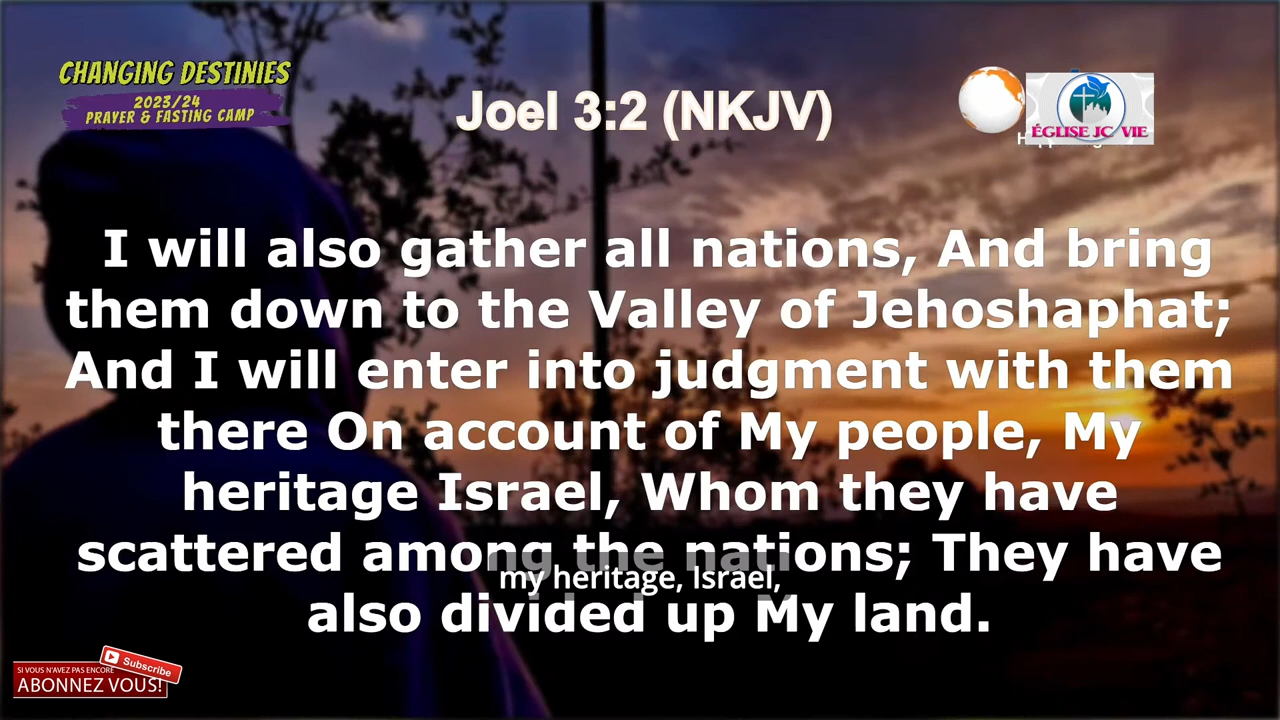 CHANGING DESTINIES
2023/24
PRAYER & FASTING CAMP
Joel 3:2 (NKJV)
ÉGLISE JC VIE
I will also gather all nations, And bring
them down to the Valley of Jehoshaphat;
And I will enter into judgment with them
there On account of My people, My
heritage Israel, Whom they have
scattered among the nations; They have
my heritage, Israel,
also divided up My land.
Subscribe
SI VOUS N'AVEZ PAS ENCORE
ABONNEZ VOUS!